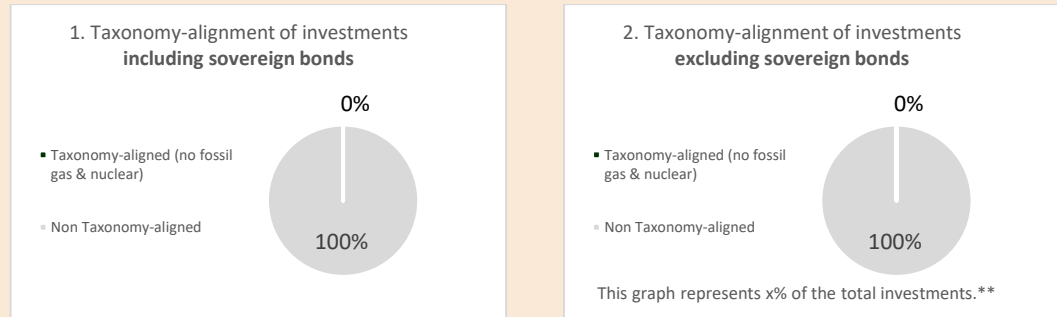 1. Taxonomy-alignment of investments
including sovereign bonds
0%
Taxonomy-aligned (no fossil
gas & nuclear)
Non Taxonomy-aligned
100%
2. Taxonomy-alignment of investments
excluding sovereign bonds
0%
Taxonomy-aligned (no fossil
gas & nuclear)
Non Taxonomy-aligned
100%
This graph represents x% of the total investments.**